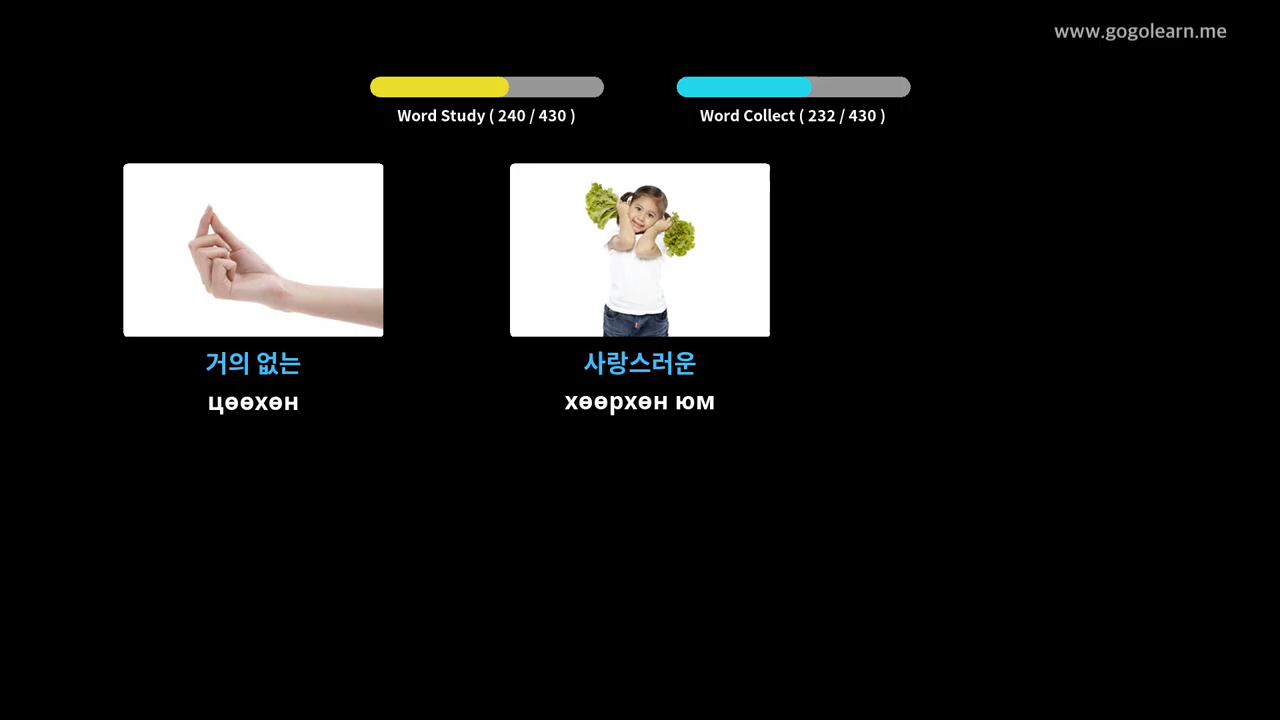 www.gogolearn.me
Word Study ( 240 / 430 )
Word Collect ( 232 / 430 )
거의 없는
цөөхөн
사랑스러운
хөөрхөн юм